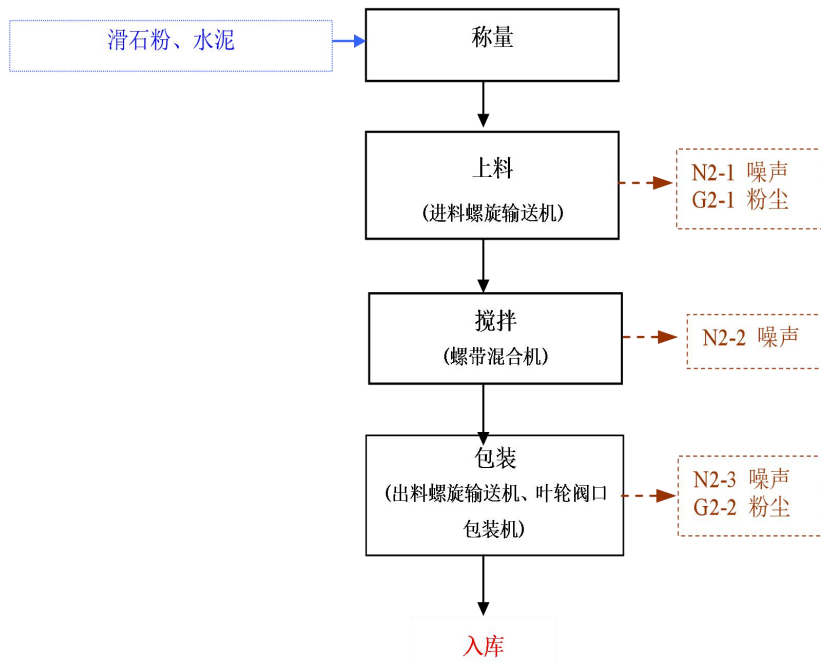 滑石粉、水泥
称量
上料
(进料螺旋输送机)
N2-1 噪声
G2-1 粉尘
搅拌
(螺带混合机)
N2-2 噪声
包装
(出料螺旋输送机、叶轮阀口
包装机)
N2-3 噪声
G2-2 粉尘
入库